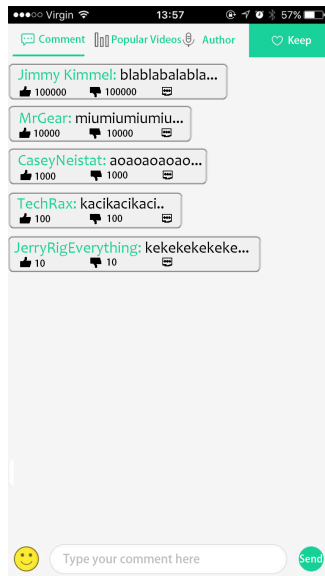 Virgin 13:57 57%
Comment Popular Videos Author Keep
Jimmy Kimmel: blablabalabla...
100000 100000
MrGear: miumiumiumiu...
10000 10000
CaseyNeistat: aoaoaoaoao...
1000 1000
TechRax: kacikacikaci..
100 100
JerryRigEverything: kekekekekeke...
10 10
Type your comment here Send